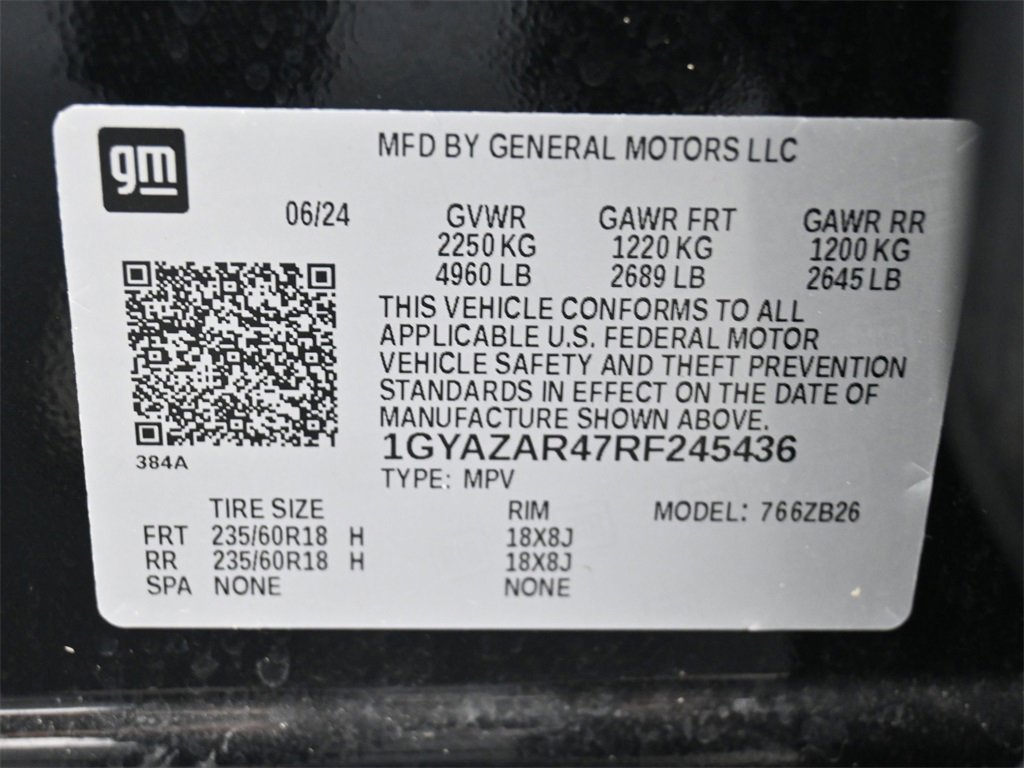 gm
MFD BY GENERAL MOTORS LLC
06/24
GVWR GAWR FRT GAWR RR
2250 KG 1220 KG 1200 KG
4960 LB 2689 LB 2645 LB
THIS VEHICLE CONFORMS TO ALL
APPLICABLE U.S. FEDERAL MOTOR
VEHICLE SAFETY AND THEFT PREVENTION
STANDARDS IN EFFECT ON THE DATE OF
MANUFACTURE SHOWN ABOVE.
1GYAZAR47RF245436
384A
TYPE: MPV
TIRE SIZE RIM MODEL: 766ZB26
FRT 235/60R18 H 18X8J
RR 235/60R18 H 18X8J
SPA NONE NONE